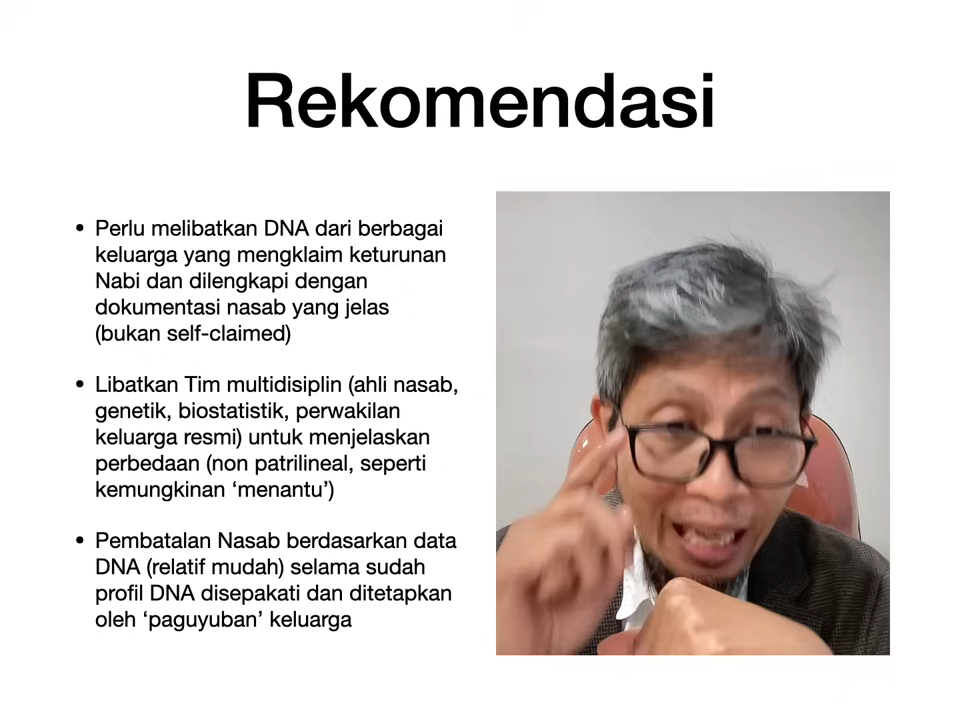 Rekomendasi
• Perlu melibatkan DNA dari berbagai
keluarga yang mengklaim keturunan
Nabi dan dilengkapi dengan
dokumentasi nasab yang jelas
(bukan self-claimed)
• Libatkan Tim multidisiplin (ahli nasab,
genetik, biostatistik, perwakilan
keluarga resmi) untuk menjelaskan
perbedaan (non patrilineal, seperti
kemungkinan ‘menantu’)
• Pembatalan Nasab berdasarkan data
DNA (relatif mudah) selama sudah
profil DNA disepakati dan ditetapkan
oleh ‘paguyuban’ keluarga